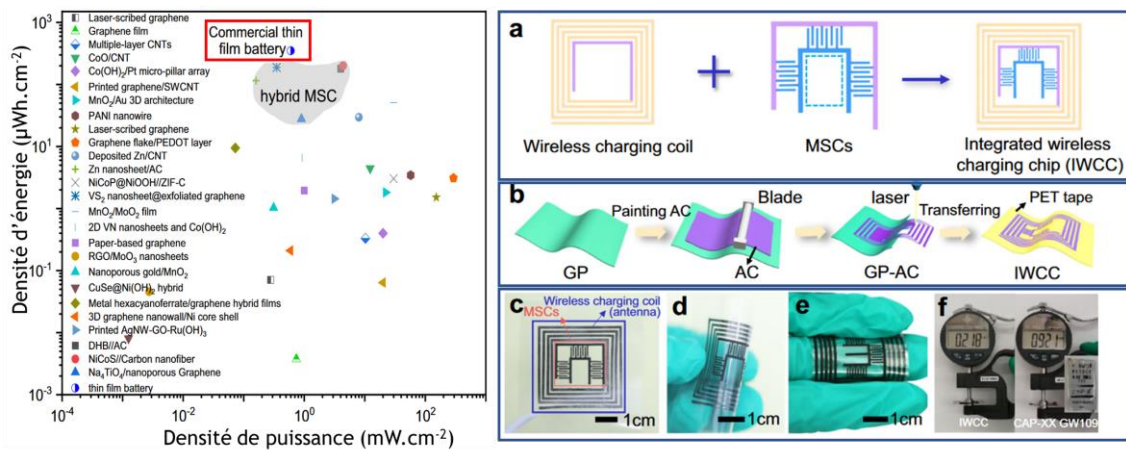 Densité d'énergie (µWh.cm⁻²)
10³
10¹
10⁻¹
10⁻³
Laser-scribed graphene
Graphene film
Multiple-layer CNTs
CoO/CNT
Co(OH)₂/Pt micro-pillar array
Printed graphene/SWCNT
MnO₂/Au 3D architecture
PANI nanowire
Laser-scribed graphene
Graphene flake/PEDOT layer
Deposited Zn/CNT
Zn nanosheet/AC
NiCoP@NiOOH//ZIF-C
VS₂ nanosheet@exfoliated graphene
MnO₂/MoO₂ film
2D VN nanosheets and Co(OH)₂
Paper-based graphene
RGO/MoO₃ nanosheets
Nanoporous gold/MnO₂
CuSe@Ni(OH)₂ hybrid
Metal hexacyanoferrate/graphene hybrid films
3D graphene nanowall/Ni core shell
Printed AgNW-GO-Ru(OH)₃
DHB//AC
NiCoS//Carbon nanofiber
Na₄TiO₄/nanoporous Graphene
thin film battery
Commercial thin
film battery
hybrid MSC
10⁻⁴
10⁻²
10⁰
10²
Densité de puissance (mW.cm⁻²)
a
Wireless charging coil
MSCs
Integrated wireless
charging chip (IWCC)
b
Painting AC
Blade
laser
Transferring
PET tape
GP
AC
GP-AC
IWCC
c
Wireless charging coil
(antenna)
MSCs
1cm
d
1cm
e
1cm
f
0.218
IWCC
CAP-XX GW109